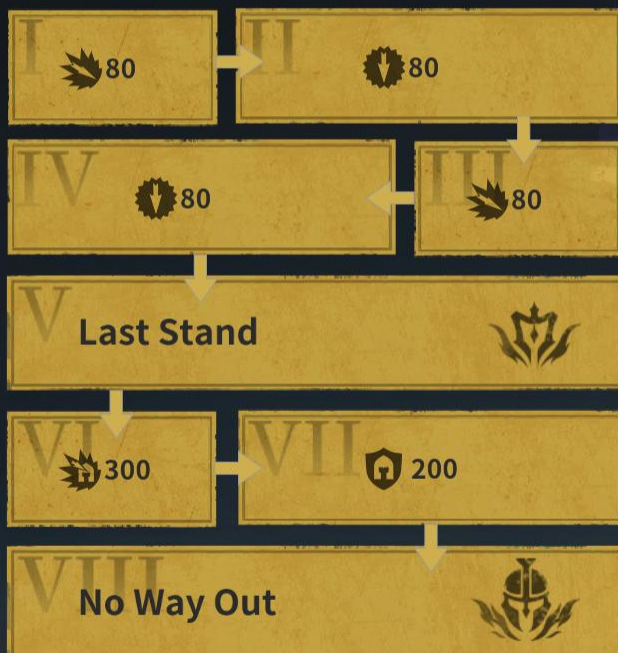 I 80
II 80
IV 80
III 80
V Last Stand
VI 300
VII 200
VIII No Way Out